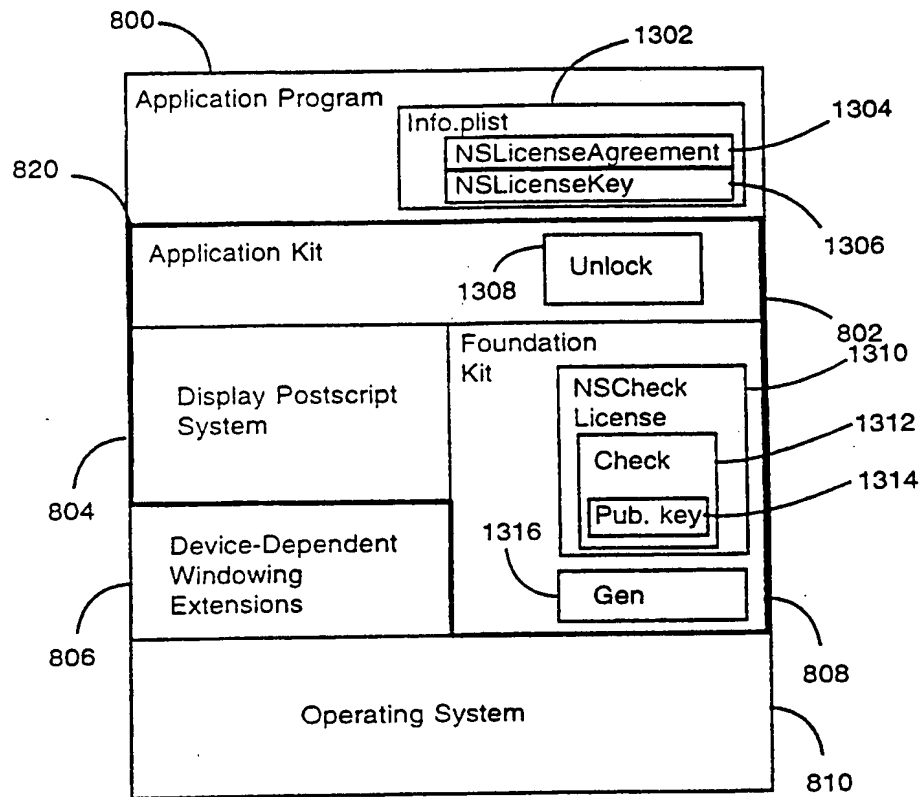 800
1302
Application Program
Info.plist
1304
NSLicenseAgreement
820
NSLicenseKey
1306
Application Kit
1308
Unlock
802
Foundation
Kit
1310
NSCheck
License
Display Postscript
System
1312
Check
1314
804
Pub. key
1316
Device-Dependent
Windowing
Extensions
Gen
806
808
Operating System
810